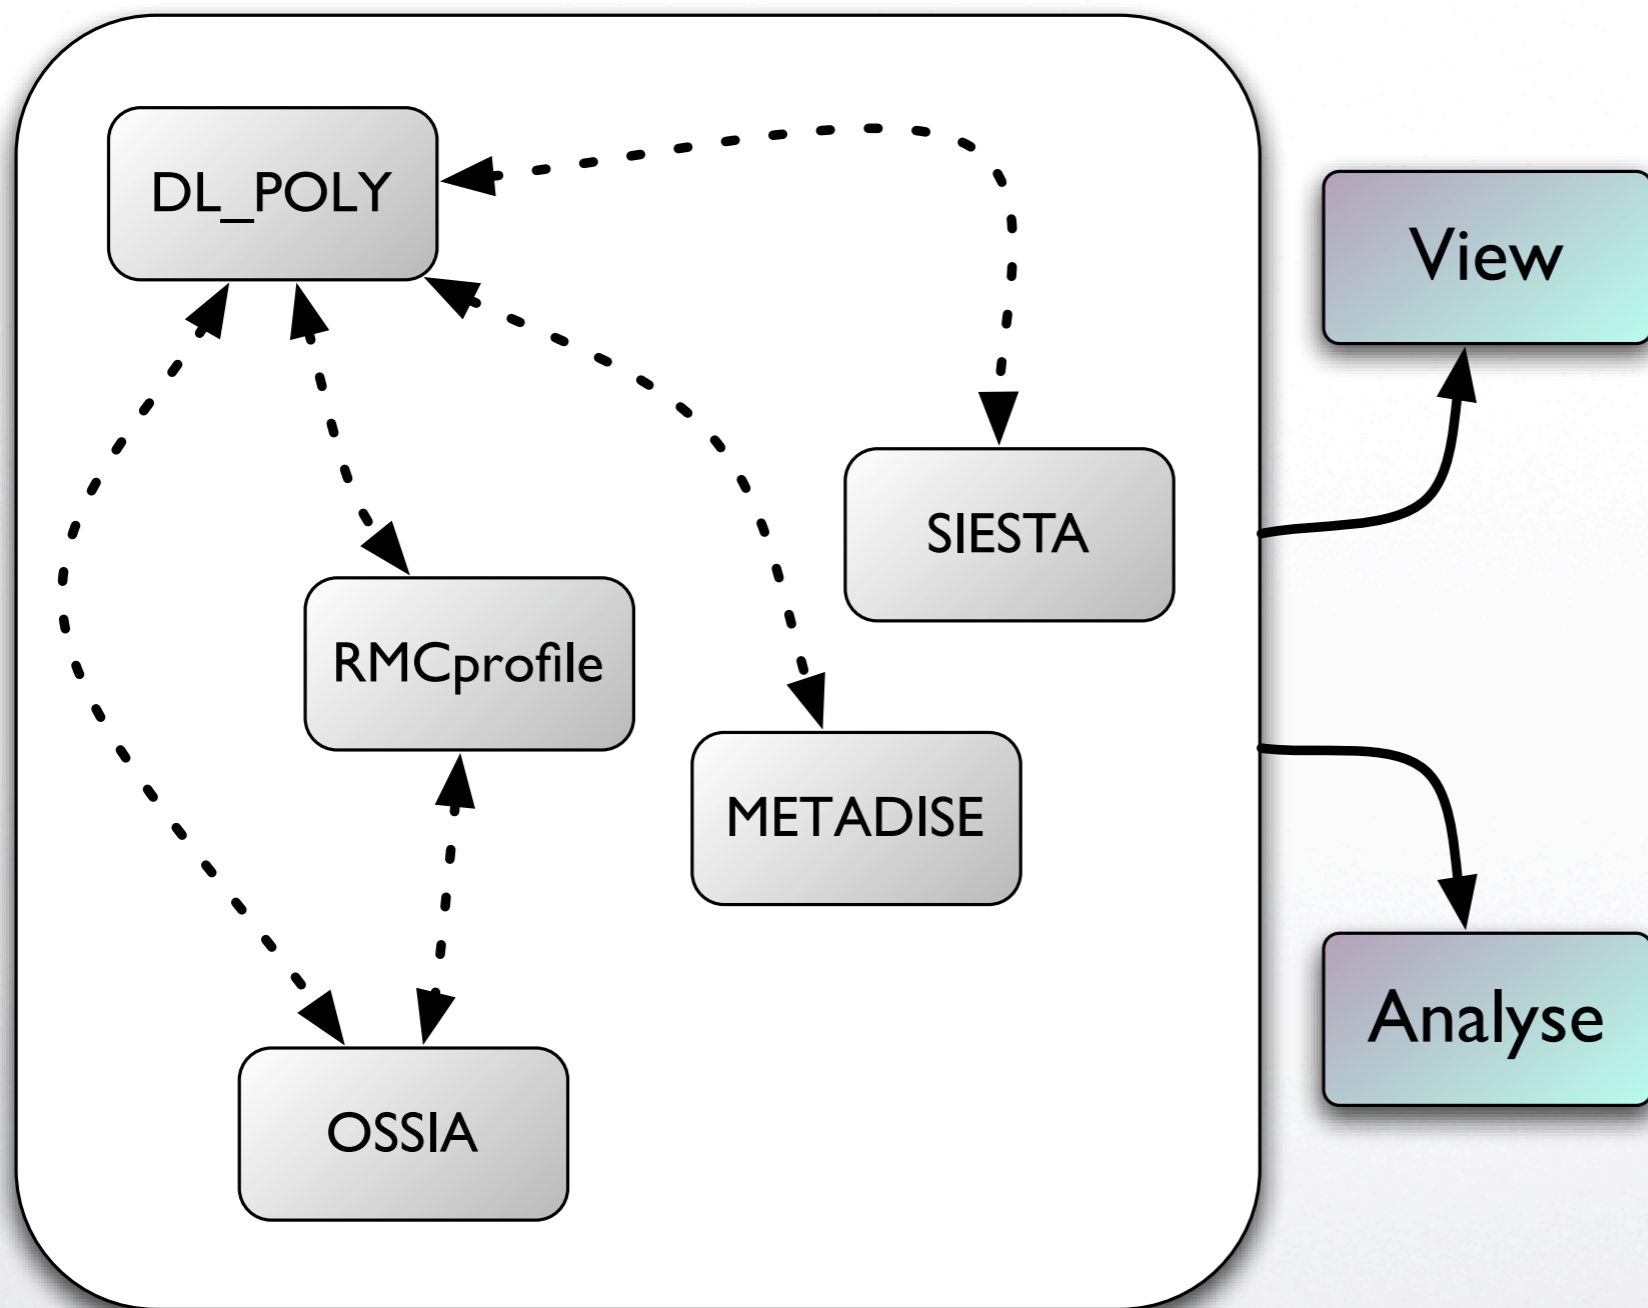 DL_POLY
View
SIESTA
RMCprofile
METADISE
Analyse
OSSIA